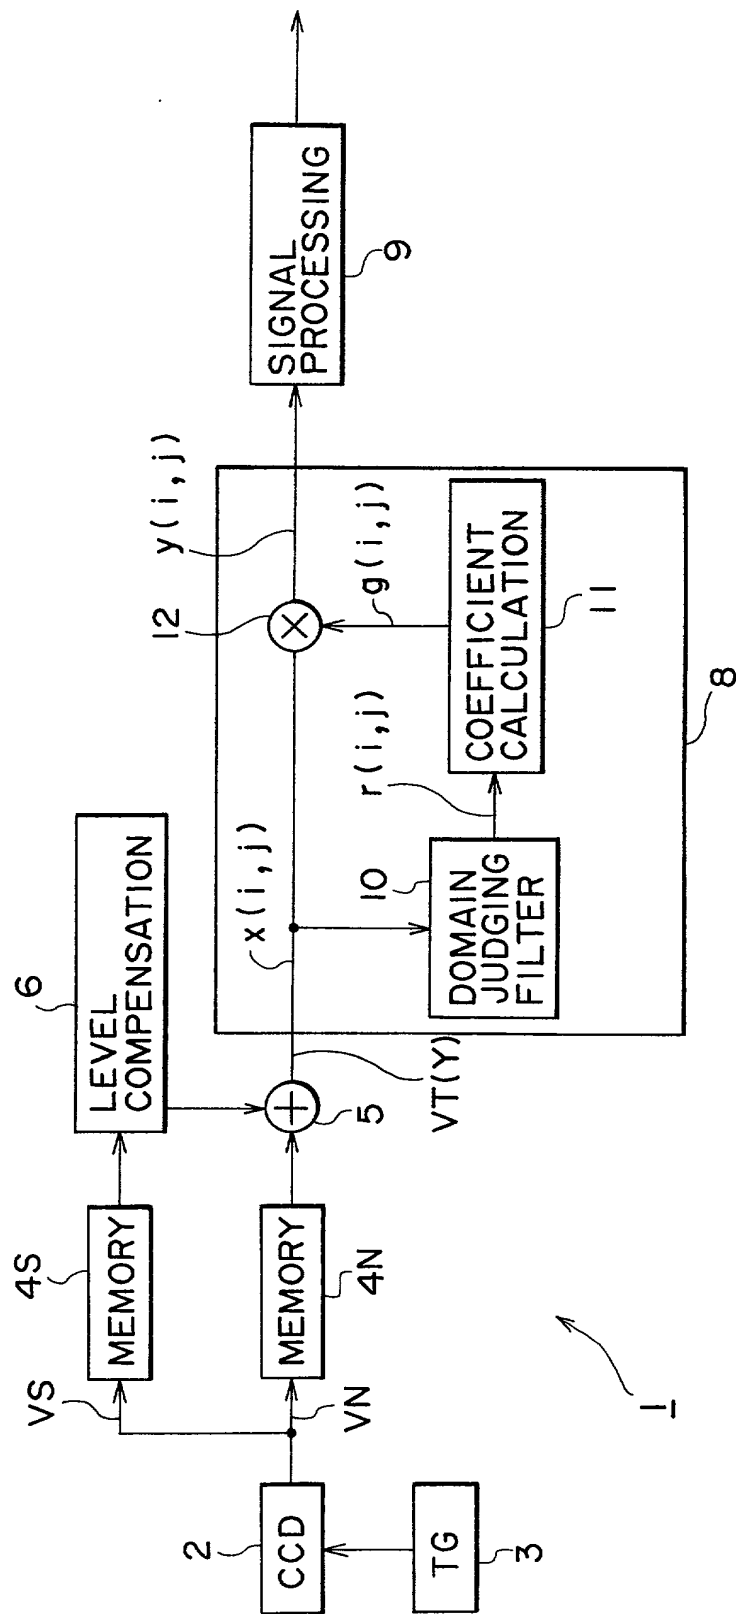 VS
4S
MEMORY
6
LEVEL
COMPENSATION
2
CCD
TG
3
VN
MEMORY
4N
5
VT(Y)
x(i,j)
10
DOMAIN
JUDGING
FILTER
r(i,j)
COEFFICIENT
CALCULATION
11
g(i,j)
12
y(i,j)
8
SIGNAL
PROCESSING
9
1